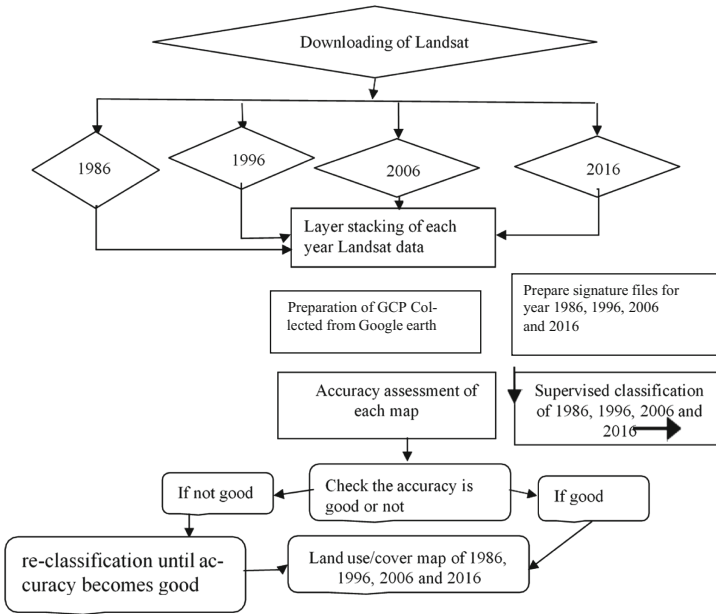 Downloading of Landsat
1986
1996
2006
2016
Layer stacking of each
year Landsat data
Preparation of GCP Col-
lected from Google earth
Prepare signature files for
year 1986, 1996, 2006
and 2016
Accuracy assessment of
each map
Supervised classification
of 1986, 1996, 2006 and
2016
Check the accuracy is
good or not
If not good
If good
re-classification until ac-
curacy becomes good
Land use/cover map of 1986,
1996, 2006 and 2016